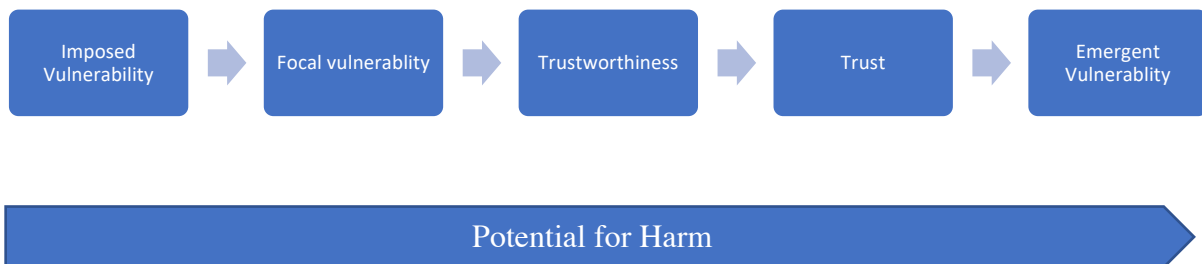 Imposed
Vulnerability
Focal vulnerablity
Trustworthiness
Trust
Emergent
Vulnerablity
Potential for Harm